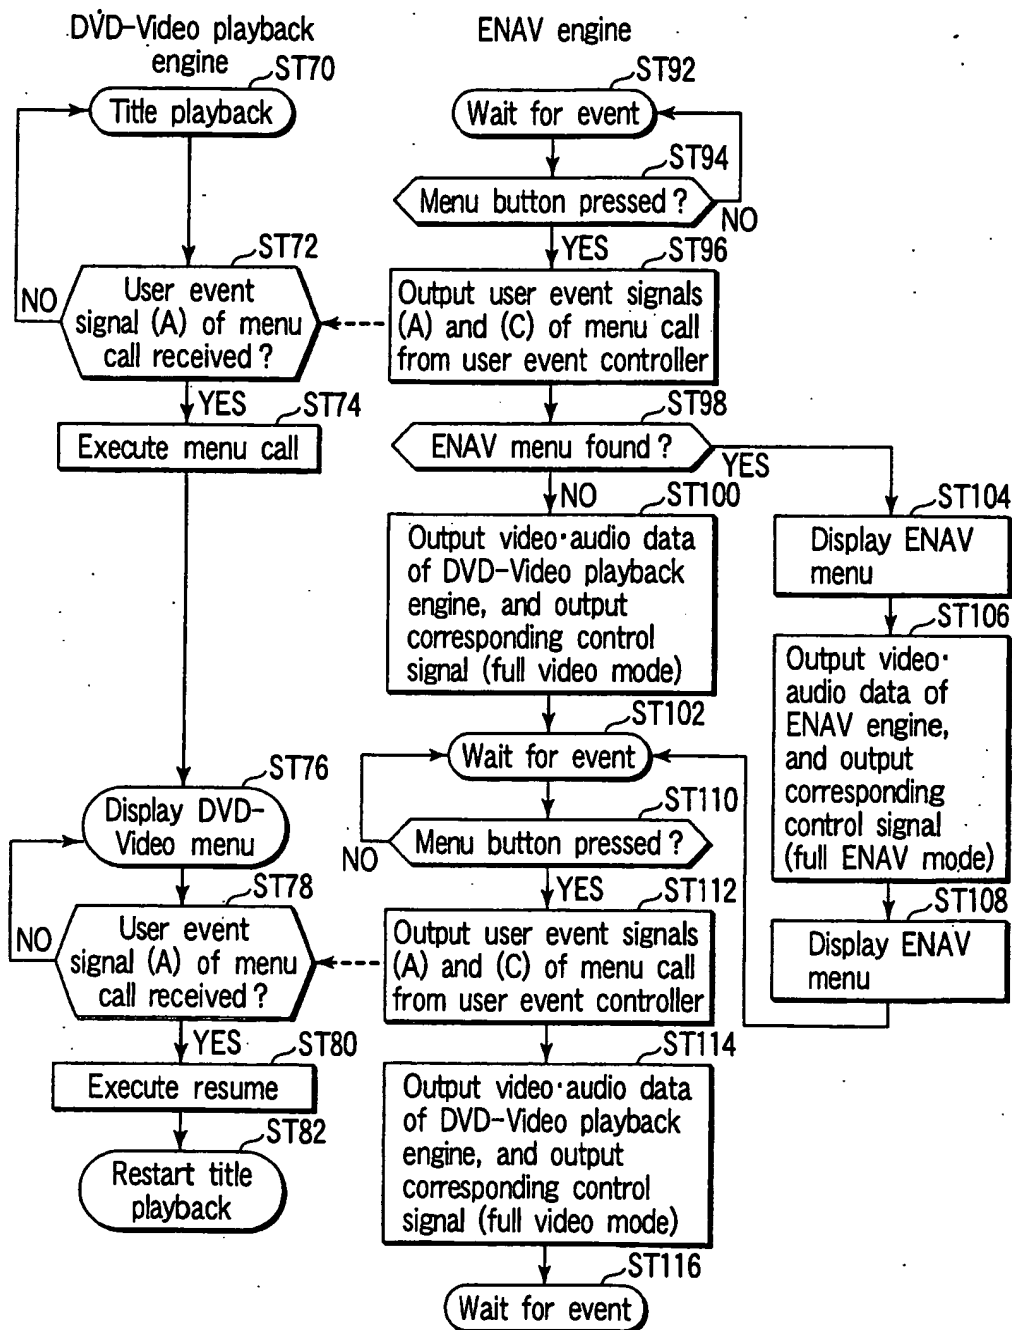 DVD-Video playback
engine
ST70
Title playback
ST72
User event
signal (A) of menu
call received?
NO
YES
ST74
Execute menu call
ST76
Display DVD-
Video menu
ST78
User event
signal (A) of menu
call received?
NO
YES
ST80
Execute resume
ST82
Restart title
playback
ENAV engine
ST92
Wait for event
ST94
Menu button pressed?
NO
YES
ST96
Output user event signals
(A) and (C) of menu call
from user event controller
ST98
ENAV menu found?
YES
NO
ST100
Output video·audio data
of DVD-Video playback
engine, and output
corresponding control
signal (full video mode)
ST102
Wait for event
ST110
Menu button pressed?
NO
YES
ST112
Output user event signals
(A) and (C) of menu call
from user event controller
ST114
Output video·audio data
of DVD-Video playback
engine, and output
corresponding control
signal (full video mode)
ST116
Wait for event
ST104
Display ENAV
menu
ST106
Output video·
audio data of
ENAV engine,
and output
corresponding
control signal
(full ENAV mode)
ST108
Display ENAV
menu